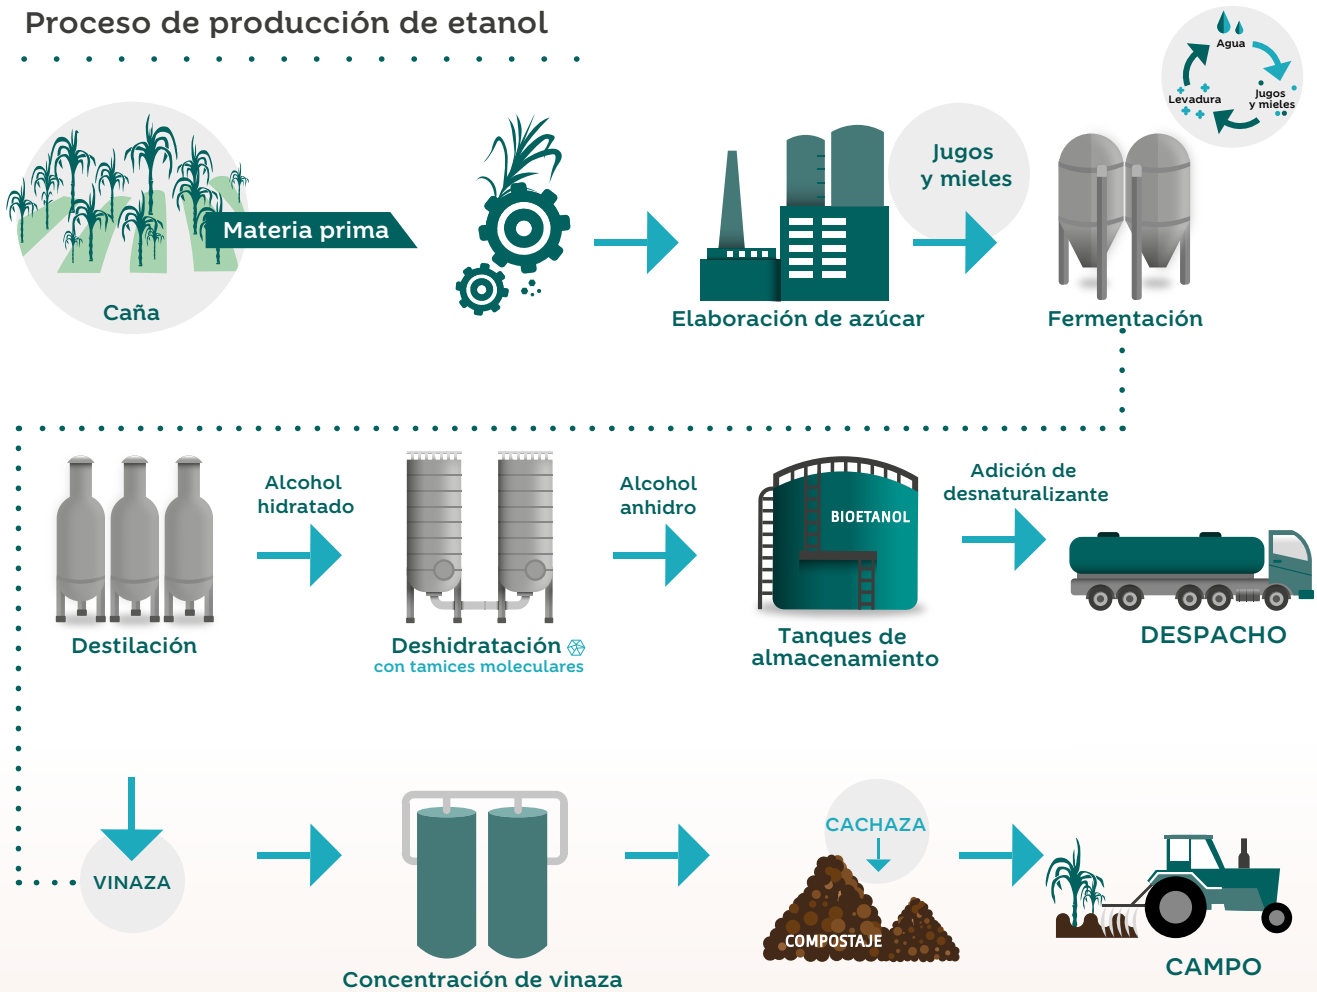 Proceso de producción de etanol
Agua
Levadura
Jugos
y mieles
Jugos
y mieles
Materia prima
Caña
Elaboración de azúcar
Fermentación
Alcohol
hidratado
Alcohol
anhidro
BIOETANOL
Adición de
desnaturalizante
Destilación
Deshidratación
con tamices moleculares
Tanques de
almacenamiento
DESPACHO
VINAZA
Concentración de vinaza
CACHAZA
COMPOSTAJE
CAMPO